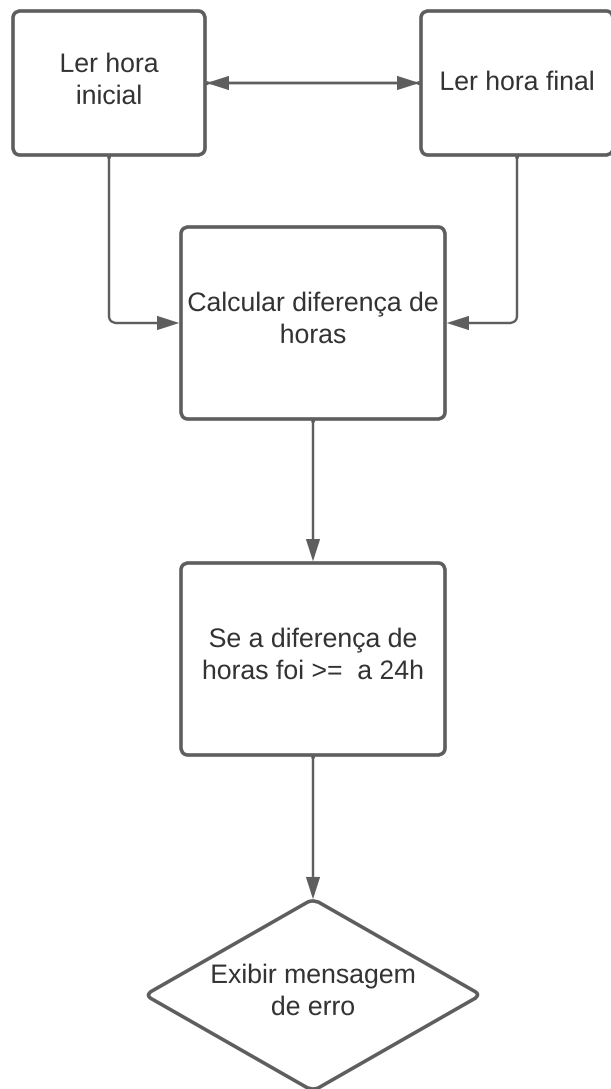 Ler hora
inicial
Ler hora final
Calcular diferença de
horas
Se a diferença de
horas foi >=  a 24h
Exibir mensagem
de erro